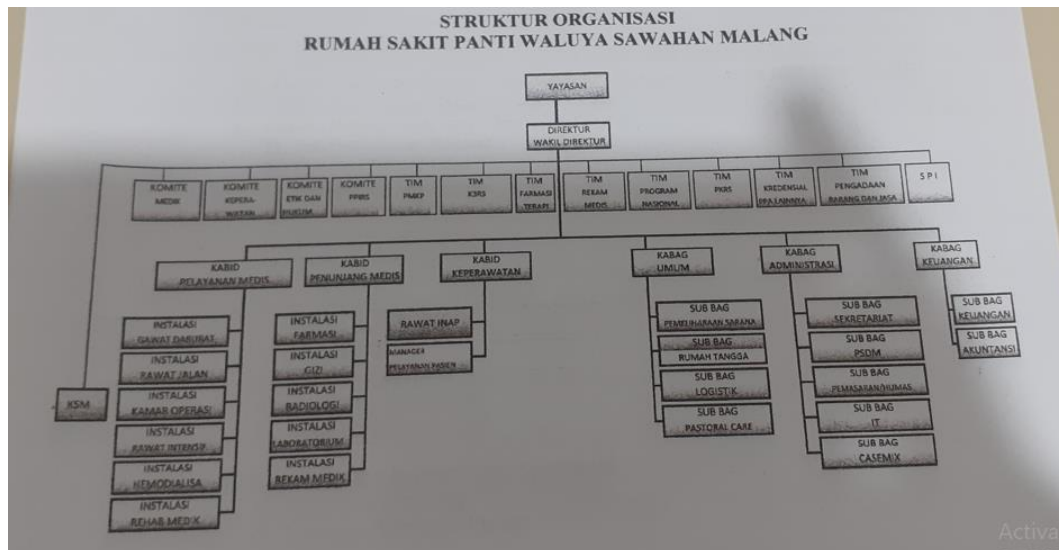 STRUKTUR ORGANISASI
RUMAH SAKIT PANTI WALUYA SAWAHAN MALANG
YAYASAN
DIREKTUR
WAKIL DIREKTUR
KOMITE
MEDIK
KOMITE
KEPERA-
WATAN
KOMITE
ETIK DAN
HUKUM
KOMITE
PPIRS
TIM
PMKP
TIM
K3RS
TIM
FARMASI
TERAPI
TIM
REKAM
MEDIS
TIM
PROGRAM
NASIONAL
TIM
PKRS
TIM
KREDENSIAL
PPA LAINNYA
TIM
PENGADAAN
BARANG DAN JASA
S P I
KABID
PELAYANAN MEDIS
KABID
PENUNJANG MEDIS
KABID
KEPERAWATAN
KABAG
UMUM
KABAG
ADMINISTRASI
KABAG
KEUANGAN
KSM
INSTALASI
GAWAT DARURAT
INSTALASI
RAWAT JALAN
INSTALASI
KAMAR OPERASI
INSTALASI
RAWAT INTENSIF
INSTALASI
HEMODIALISA
INSTALASI
REHAB MEDIK
INSTALASI
FARMASI
INSTALASI
GIZI
INSTALASI
RADIOLOGI
INSTALASI
LABORATORIUM
INSTALASI
REKAM MEDIK
RAWAT INAP
MANAGER
PELAYANAN PASIEN
SUB BAG
PEMELIHARAAN SARANA
SUB BAG
RUMAH TANGGA
SUB BAG
LOGISTIK
SUB BAG
PASTORAL CARE
SUB BAG
SEKRETARIAT
SUB BAG
PSDM
SUB BAG
PEMASARAN/HUMAS
SUB BAG
IT
SUB BAG
CASEMIX
SUB BAG
KEUANGAN
SUB BAG
AKUNTANSI
Activa